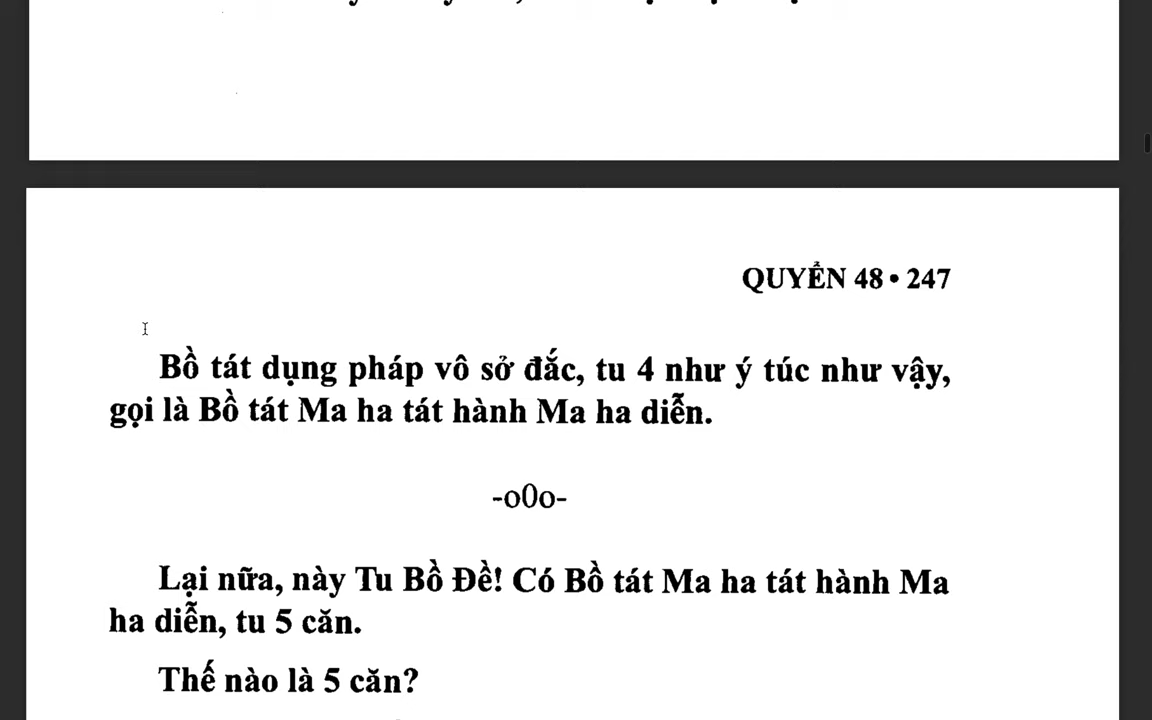 QUYỂN 48 • 247
Bồ tát dụng pháp vô sở đắc, tu 4 như ý túc như vậy,
gọi là Bồ tát Ma ha tát hành Ma ha diễn.
-o0o-
Lại nữa, này Tu Bồ Đề! Có Bồ tát Ma ha tát hành Ma
ha diễn, tu 5 căn.
Thế nào là 5 căn?